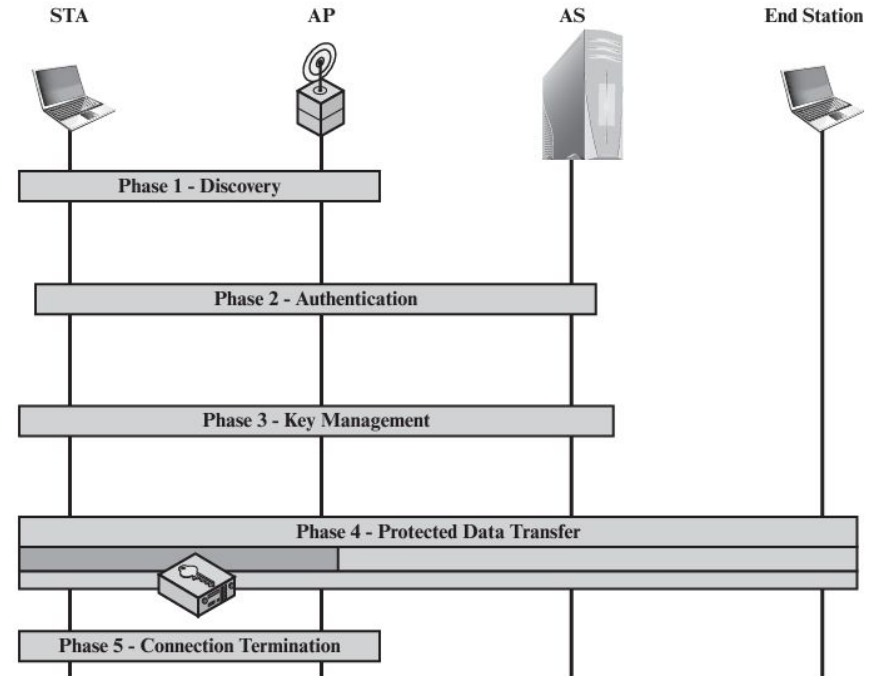 STA
AP
AS
End Station
Phase 1 - Discovery
Phase 2 - Authentication
Phase 3 - Key Management
Phase 4 - Protected Data Transfer
Phase 5 - Connection Termination